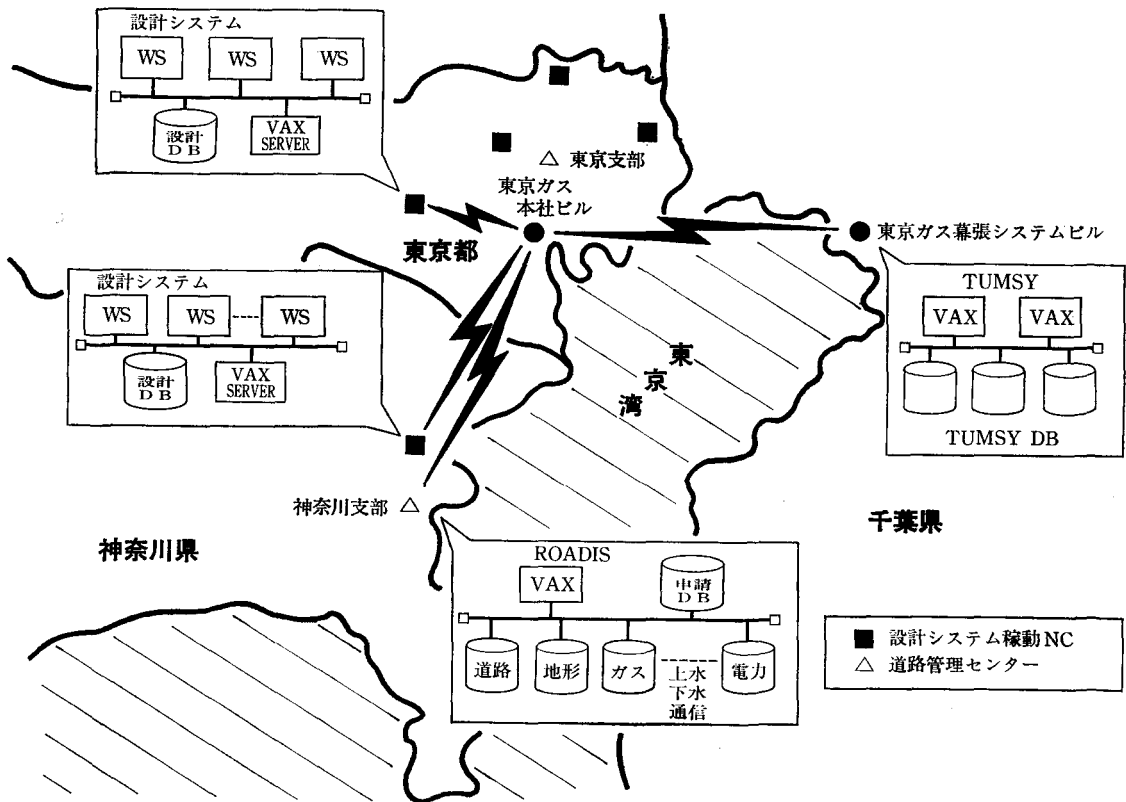 設計システム
WS WS WS
設計
DB
VAX
SERVER
東京支部
東京ガス
本社ビル
東京都
東京ガス幕張システムビル
設計システム
WS WS WS
設計
DB
VAX
SERVER
TUMSY
VAX VAX
TUMSY DB
東京湾
神奈川支部
神奈川県
千葉県
ROADIS
VAX
申請
DB
道路 地形 ガス 上水 電力
下水
通信
■ 設計システム稼動NC
△ 道路管理センター